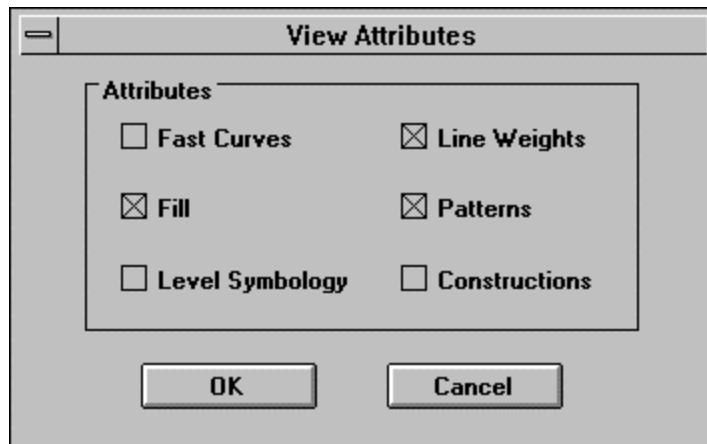 View Attributes
Attributes
Fast Curves
Line Weights
Fill
Patterns
Level Symbology
Constructions
OK
Cancel